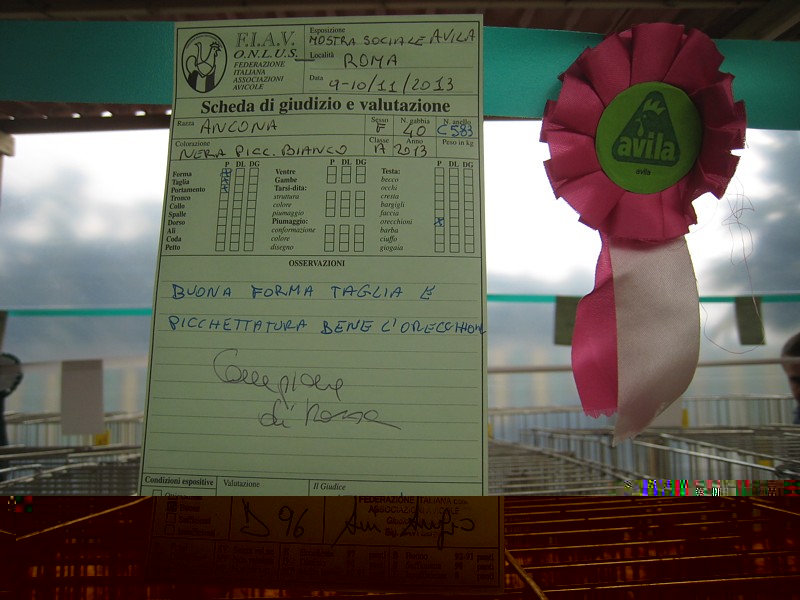 F.I.A.V.
O.N.L.U.S.
FEDERAZIONE
ITALIANA
ASSOCIAZIONI
AVICOLE
Esposizione
MOSTRA SOCIALE AVILA
Località
ROMA
Data
9-10/11/2013
Scheda di giudizio e valutazione
Razza ANCONA
Sesso F
N. gabbia 40
N. anello C583
Colorazione NERA PICC. BIANCO
Classe A
Anno 2013
Peso in kg
P DL DG
P DL DG
P DL DG
Forma
Taglia
Portamento
Tronco
Collo
Spalle
Dorso
Ali
Coda
Petto
Ventre
Gambe
Tarsi-dita:
struttura
colore
piumaggio
Piumaggio:
conformazione
colore
disegno
Testa:
becco
occhi
cresta
bargigli
faccia
orecchioni
X
barba
ciuffo
giogaia
OSSERVAZIONI
BUONA FORMA TAGLIA E
PICCHETTATURA BENE L'ORECCHIONE
Campione
di Razza
Condizioni espositive
Valutazione
Il Giudice
D 96
FEDERAZIONE ITALIANA
avila
avila